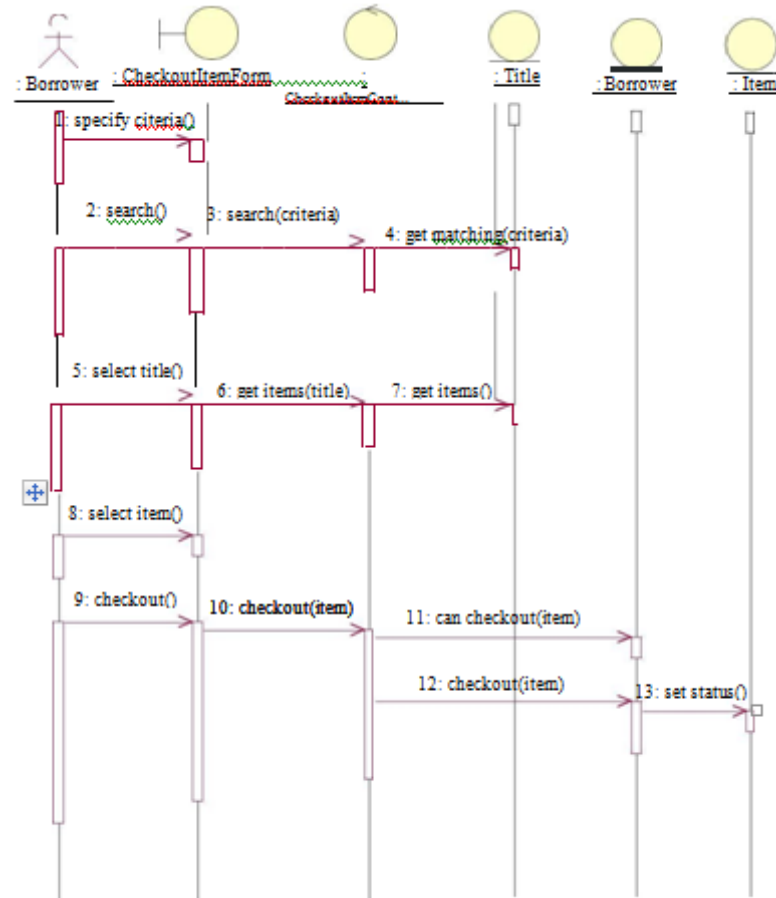 : Borrower
: CheckoutItemForm
:
CheckoutItemCont...
: Title
: Borrower
: Item
1: specify citeria()
2: search()
3: search(criteria)
4: get matching(criteria)
5: select title()
6: get items(title)
7: get items()
8: select item()
9: checkout()
10: checkout(item)
11: can checkout(item)
12: checkout(item)
13: set status()